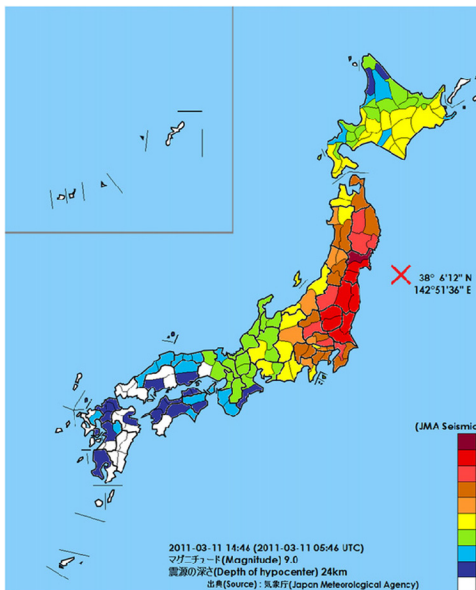 38° 6'12" N
142°51'36" E
(JMA Seismic
2011-03-11 14:46 (2011-03-11 05:46 UTC)
マグニチュード(Magnitude) 9.0
震源の深さ(Depth of hypocenter) 24km
出典(Source) : 気象庁(Japan Meteorological Agency)